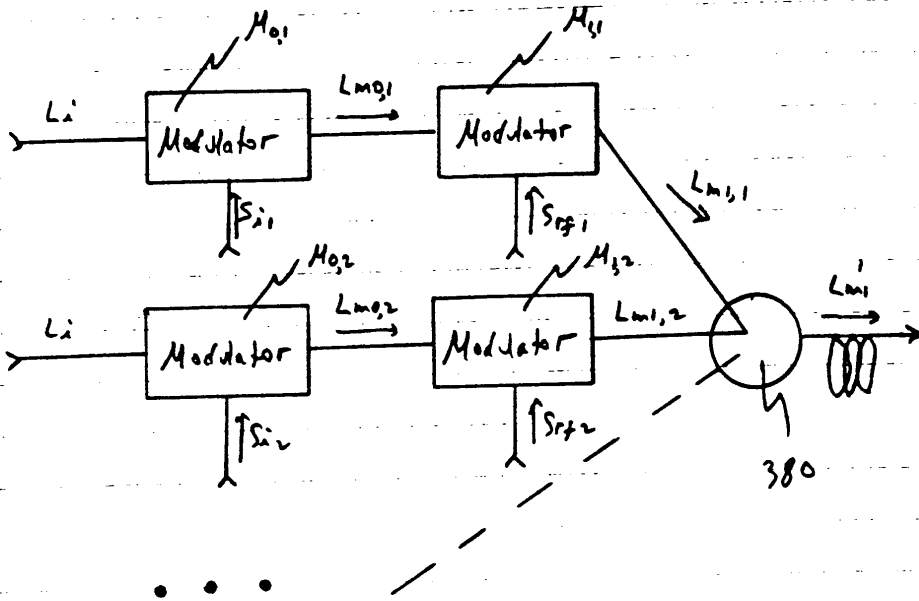 M0,1
M1,1
Li
Lm0,1
Modulator
Modulator
Lm1,1
Si1
Srf1
M0,2
M1,2
Lm1'
Li
Lm0,2
Lm1,2
Modulator
Modulator
Si2
Srf2
380